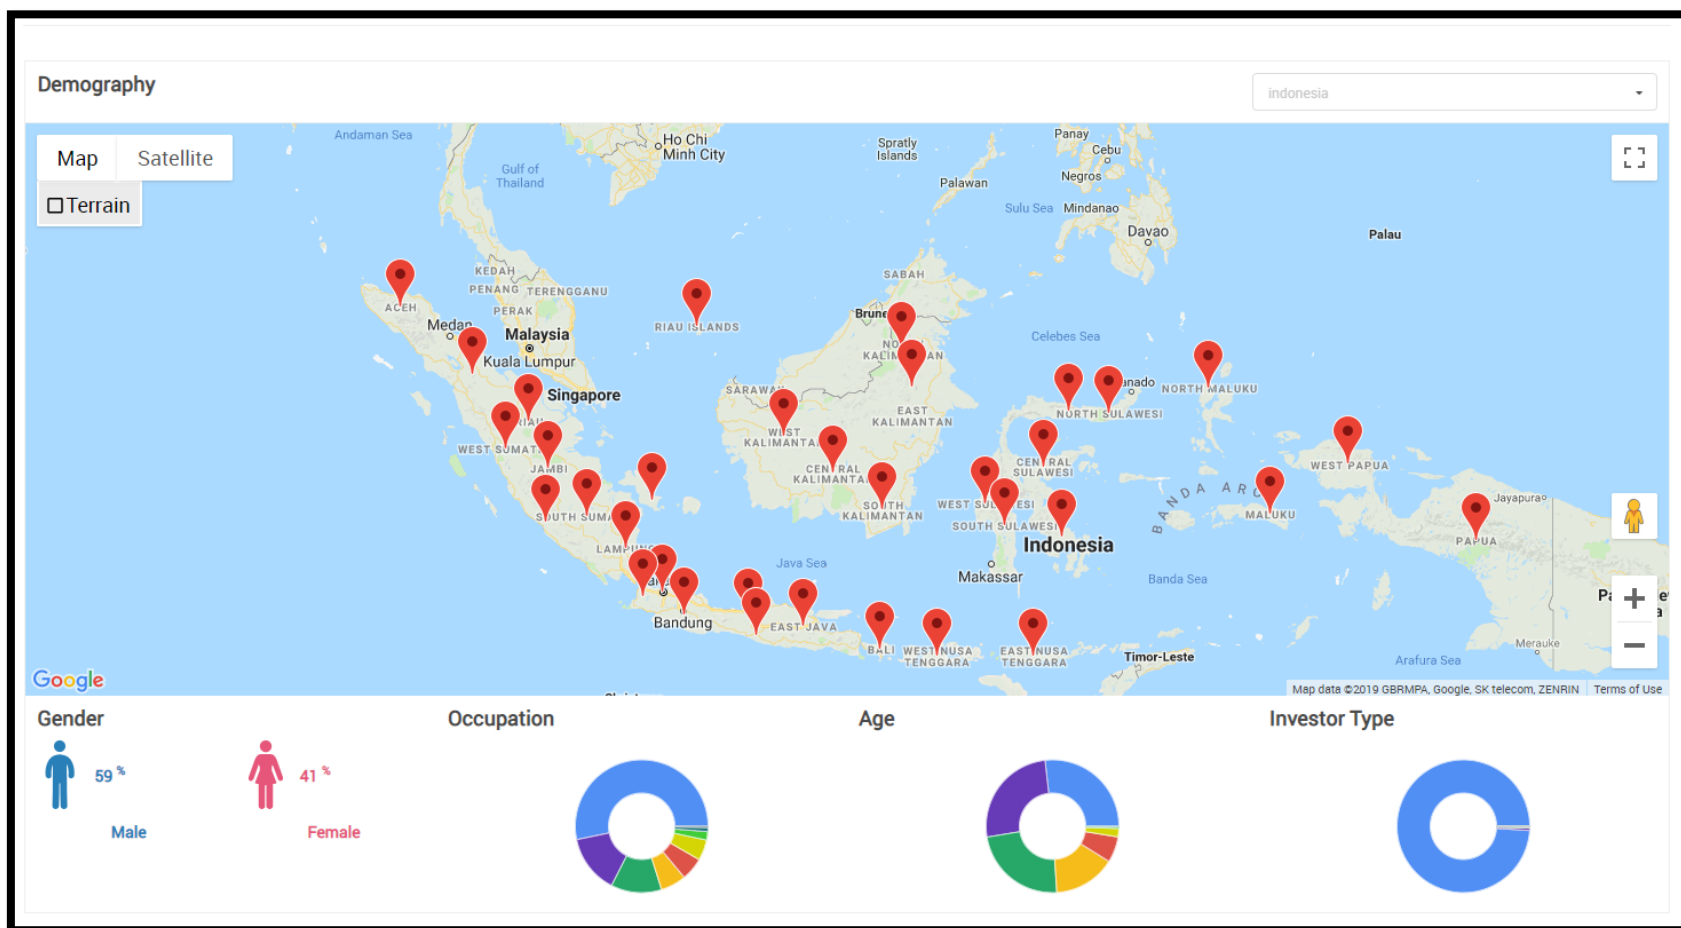 Demography
indonesia
Map
Satellite
Terrain
Andaman Sea
Gulf of
Thailand
Ho Chi
Minh City
Spratly
Islands
Palawan
Panay
Cebu
Negros
Sulu Sea
Mindanao
Davao
Palau
KEDAH
PENANG
TERENGGANU
PERAK
ACEH
Medan
Malaysia
Kuala Lumpur
Singapore
RIAU ISLANDS
SABAH
Celebes Sea
SARAWAK
EAST
KALIMANTAN
NORTH MALUKU
NORTH SULAWESI
WEST
KALIMANTAN
CENTRAL
KALIMANTAN
SOUTH
KALIMANTAN
CENTRAL
SULAWESI
JAMBI
WEST PAPUA
BANDA ARC
MALUKU
Jayapura
PAPUA
SOUTH SULAWESI
Indonesia
Makassar
Java Sea
Banda Sea
Bandung
EAST JAVA
BALI
WEST NUSA
TENGGARA
EAST NUSA
TENGGARA
Timor-Leste
Merauke
Arafura Sea
Google
Map data ©2019 GBRMPA, Google, SK telecom, ZENRIN
Terms of Use
Gender
Occupation
Age
Investor Type
59 %
41 %
Male
Female